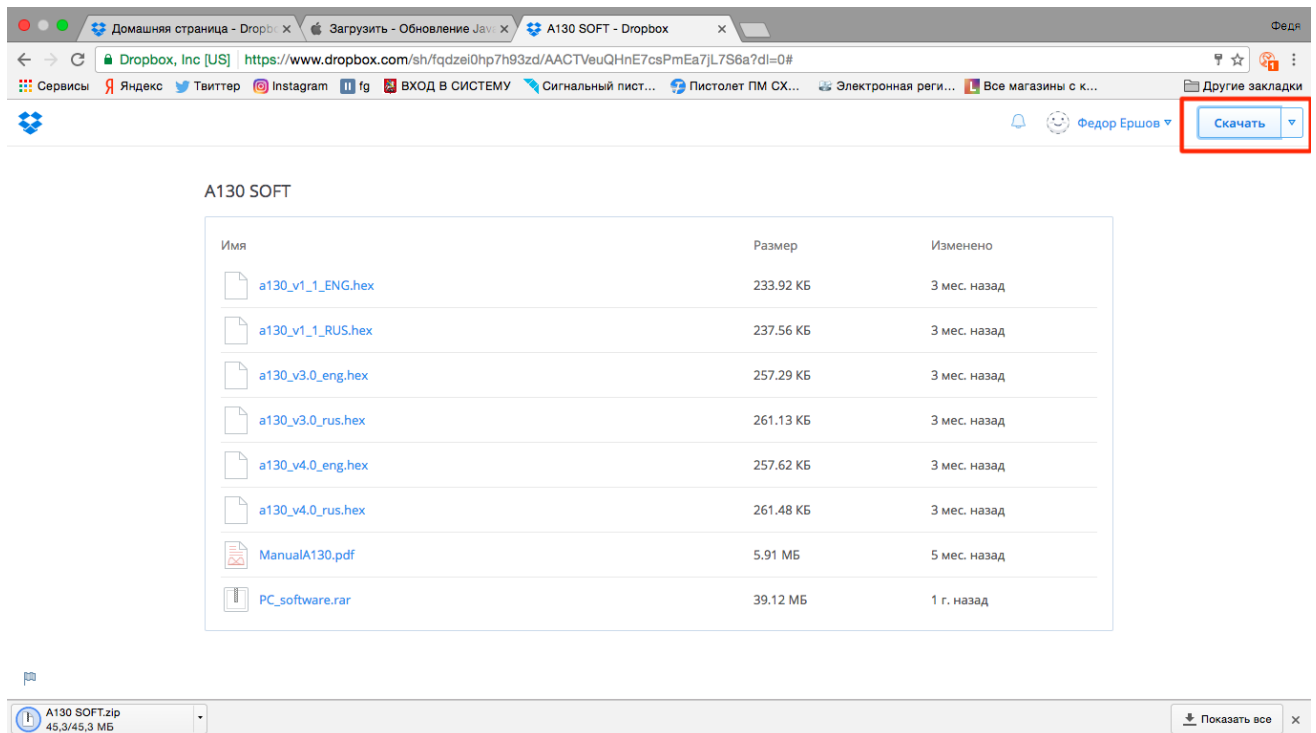 Домашняя страница - Dropb Загрузить - Обновление Java A130 SOFT - Dropbox Федя
Dropbox, Inc [US] https://www.dropbox.com/sh/fqdzei0hp7h93zd/AACTVeuQHnE7csPmEa7jL7S6a?dl=0#
Сервисы Яндекс Твиттер Instagram fg ВХОД В СИСТЕМУ Сигнальный пист... Пистолет ПМ СХ... Электронная реги... Все магазины с к... Другие закладки
Федор Ершов Скачать
A130 SOFT
Имя Размер Изменено
a130_v1_1_ENG.hex 233.92 КБ 3 мес. назад
a130_v1_1_RUS.hex 237.56 КБ 3 мес. назад
a130_v3.0_eng.hex 257.29 КБ 3 мес. назад
a130_v3.0_rus.hex 261.13 КБ 3 мес. назад
a130_v4.0_eng.hex 257.62 КБ 3 мес. назад
a130_v4.0_rus.hex 261.48 КБ 3 мес. назад
ManualA130.pdf 5.91 МБ 5 мес. назад
PC_software.rar 39.12 МБ 1 г. назад
A130 SOFT.zip
45,3/45,3 МБ
Показать все